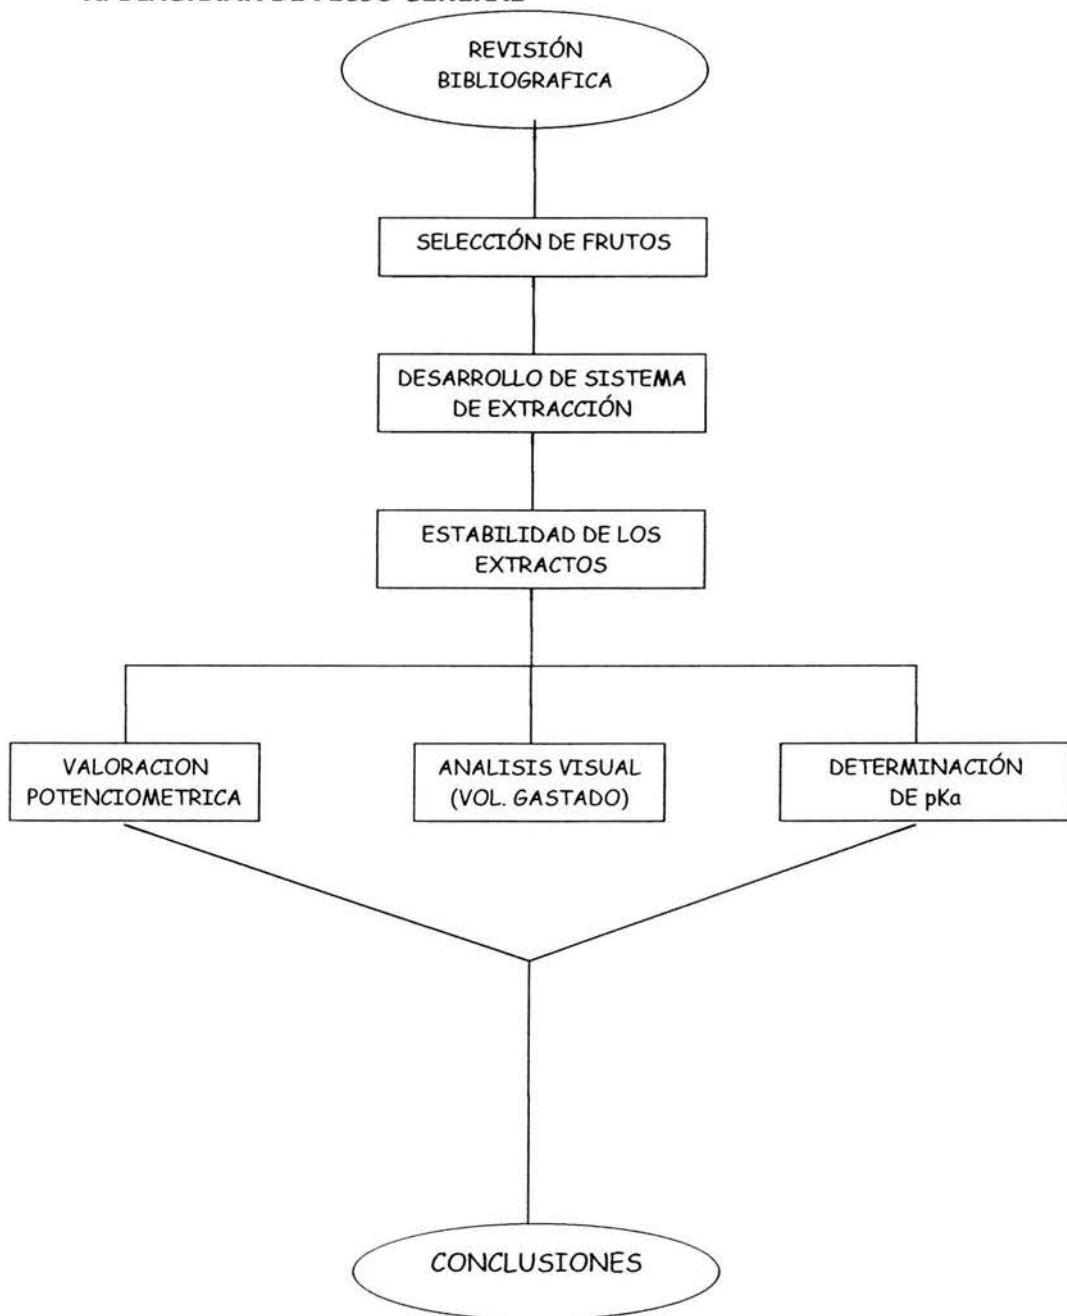 REVISIÓN
BIBLIOGRAFICA
SELECCIÓN DE FRUTOS
DESARROLLO DE SISTEMA
DE EXTRACCIÓN
ESTABILIDAD DE LOS
EXTRACTOS
VALORACION
POTENCIOMETRICA
ANALISIS VISUAL
(VOL. GASTADO)
DETERMINACIÓN
DE pKa
CONCLUSIONES